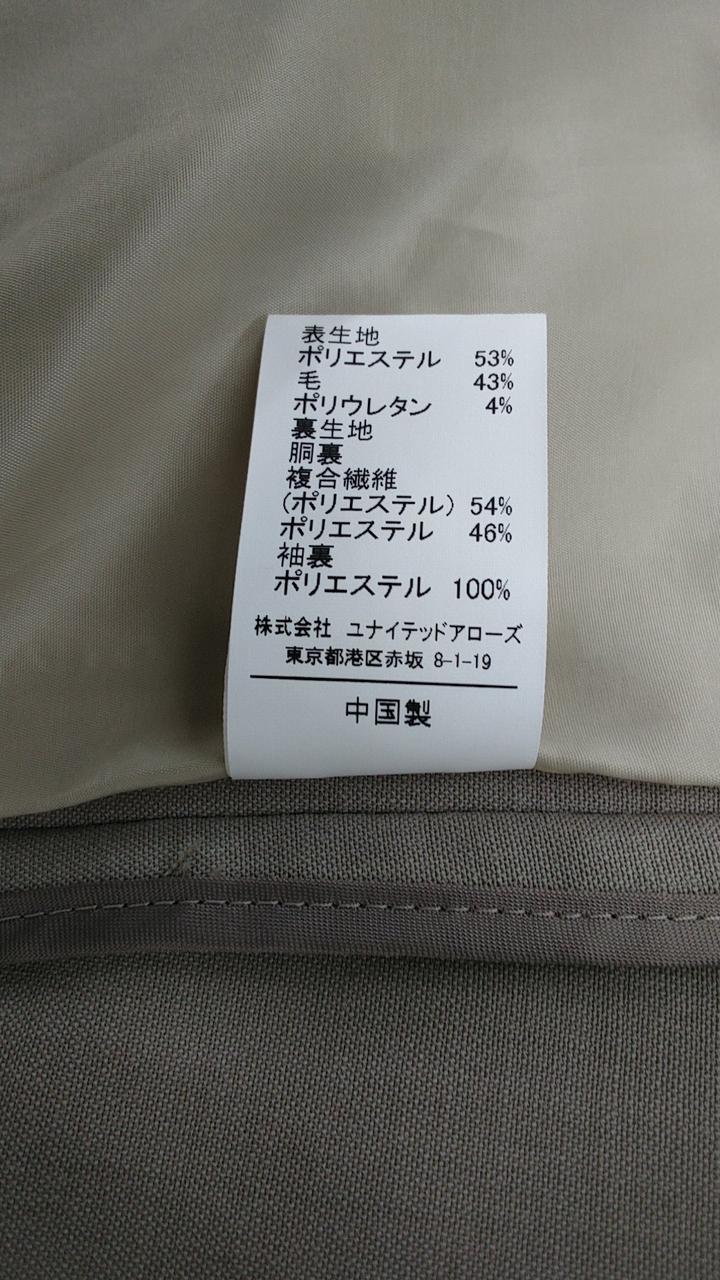 表生地
ポリエステル 53%
毛 43%
ポリウレタン 4%
裏生地
胴裏
複合繊維
(ポリエステル) 54%
ポリエステル 46%
袖裏
ポリエステル 100%
株式会社 ユナイテッドアローズ
東京都港区赤坂 8-1-19
中国製